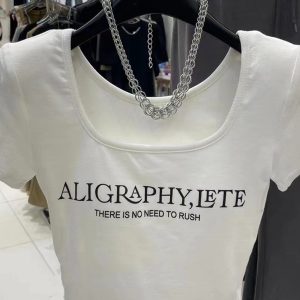 ALIGRAPHY, LETE
THERE IS NO NEED TO RUSH